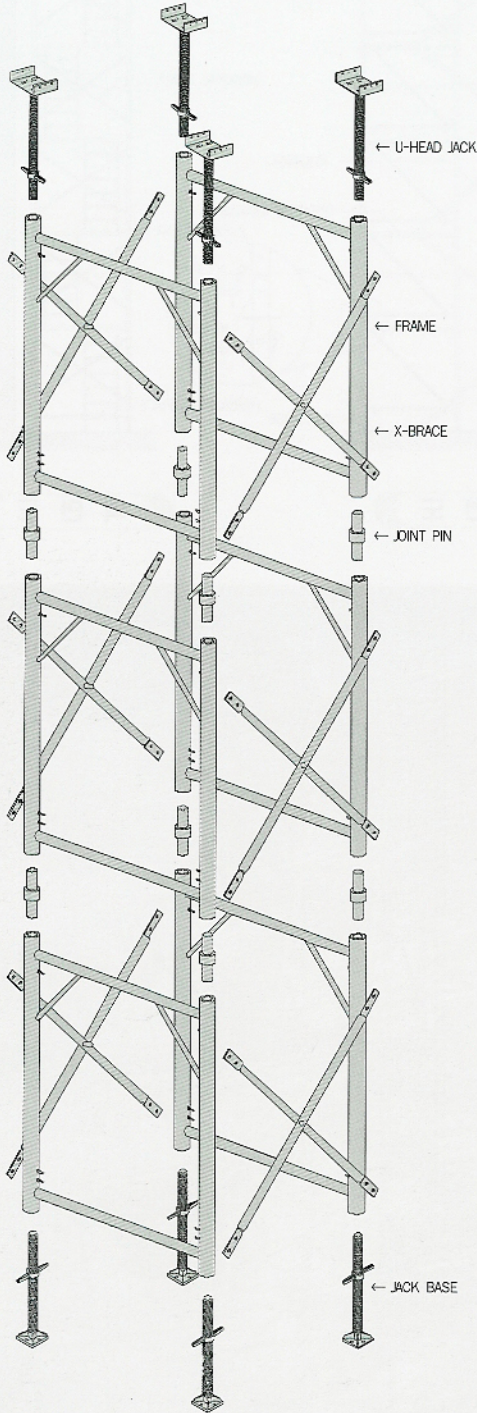 ← U-HEAD JACK
← FRAME
← X-BRACE
← JOINT PIN
← JACK BASE